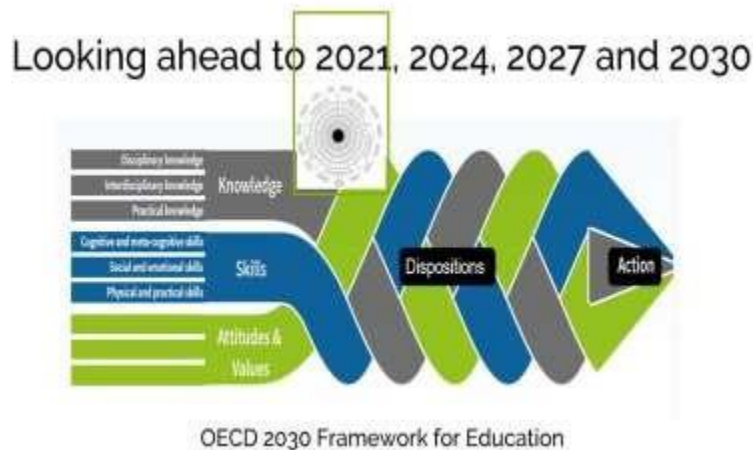 Looking ahead to 2021, 2024, 2027 and 2030
Disciplinary knowledge
Interdisciplinary knowledge
Practical knowledge
Knowledge
Cognitive and meta-cognitive skills
Social and emotional skills
Physical and practical skills
Skills
Attitudes &
Values
Dispositions
Action
OECD 2030 Framework for Education